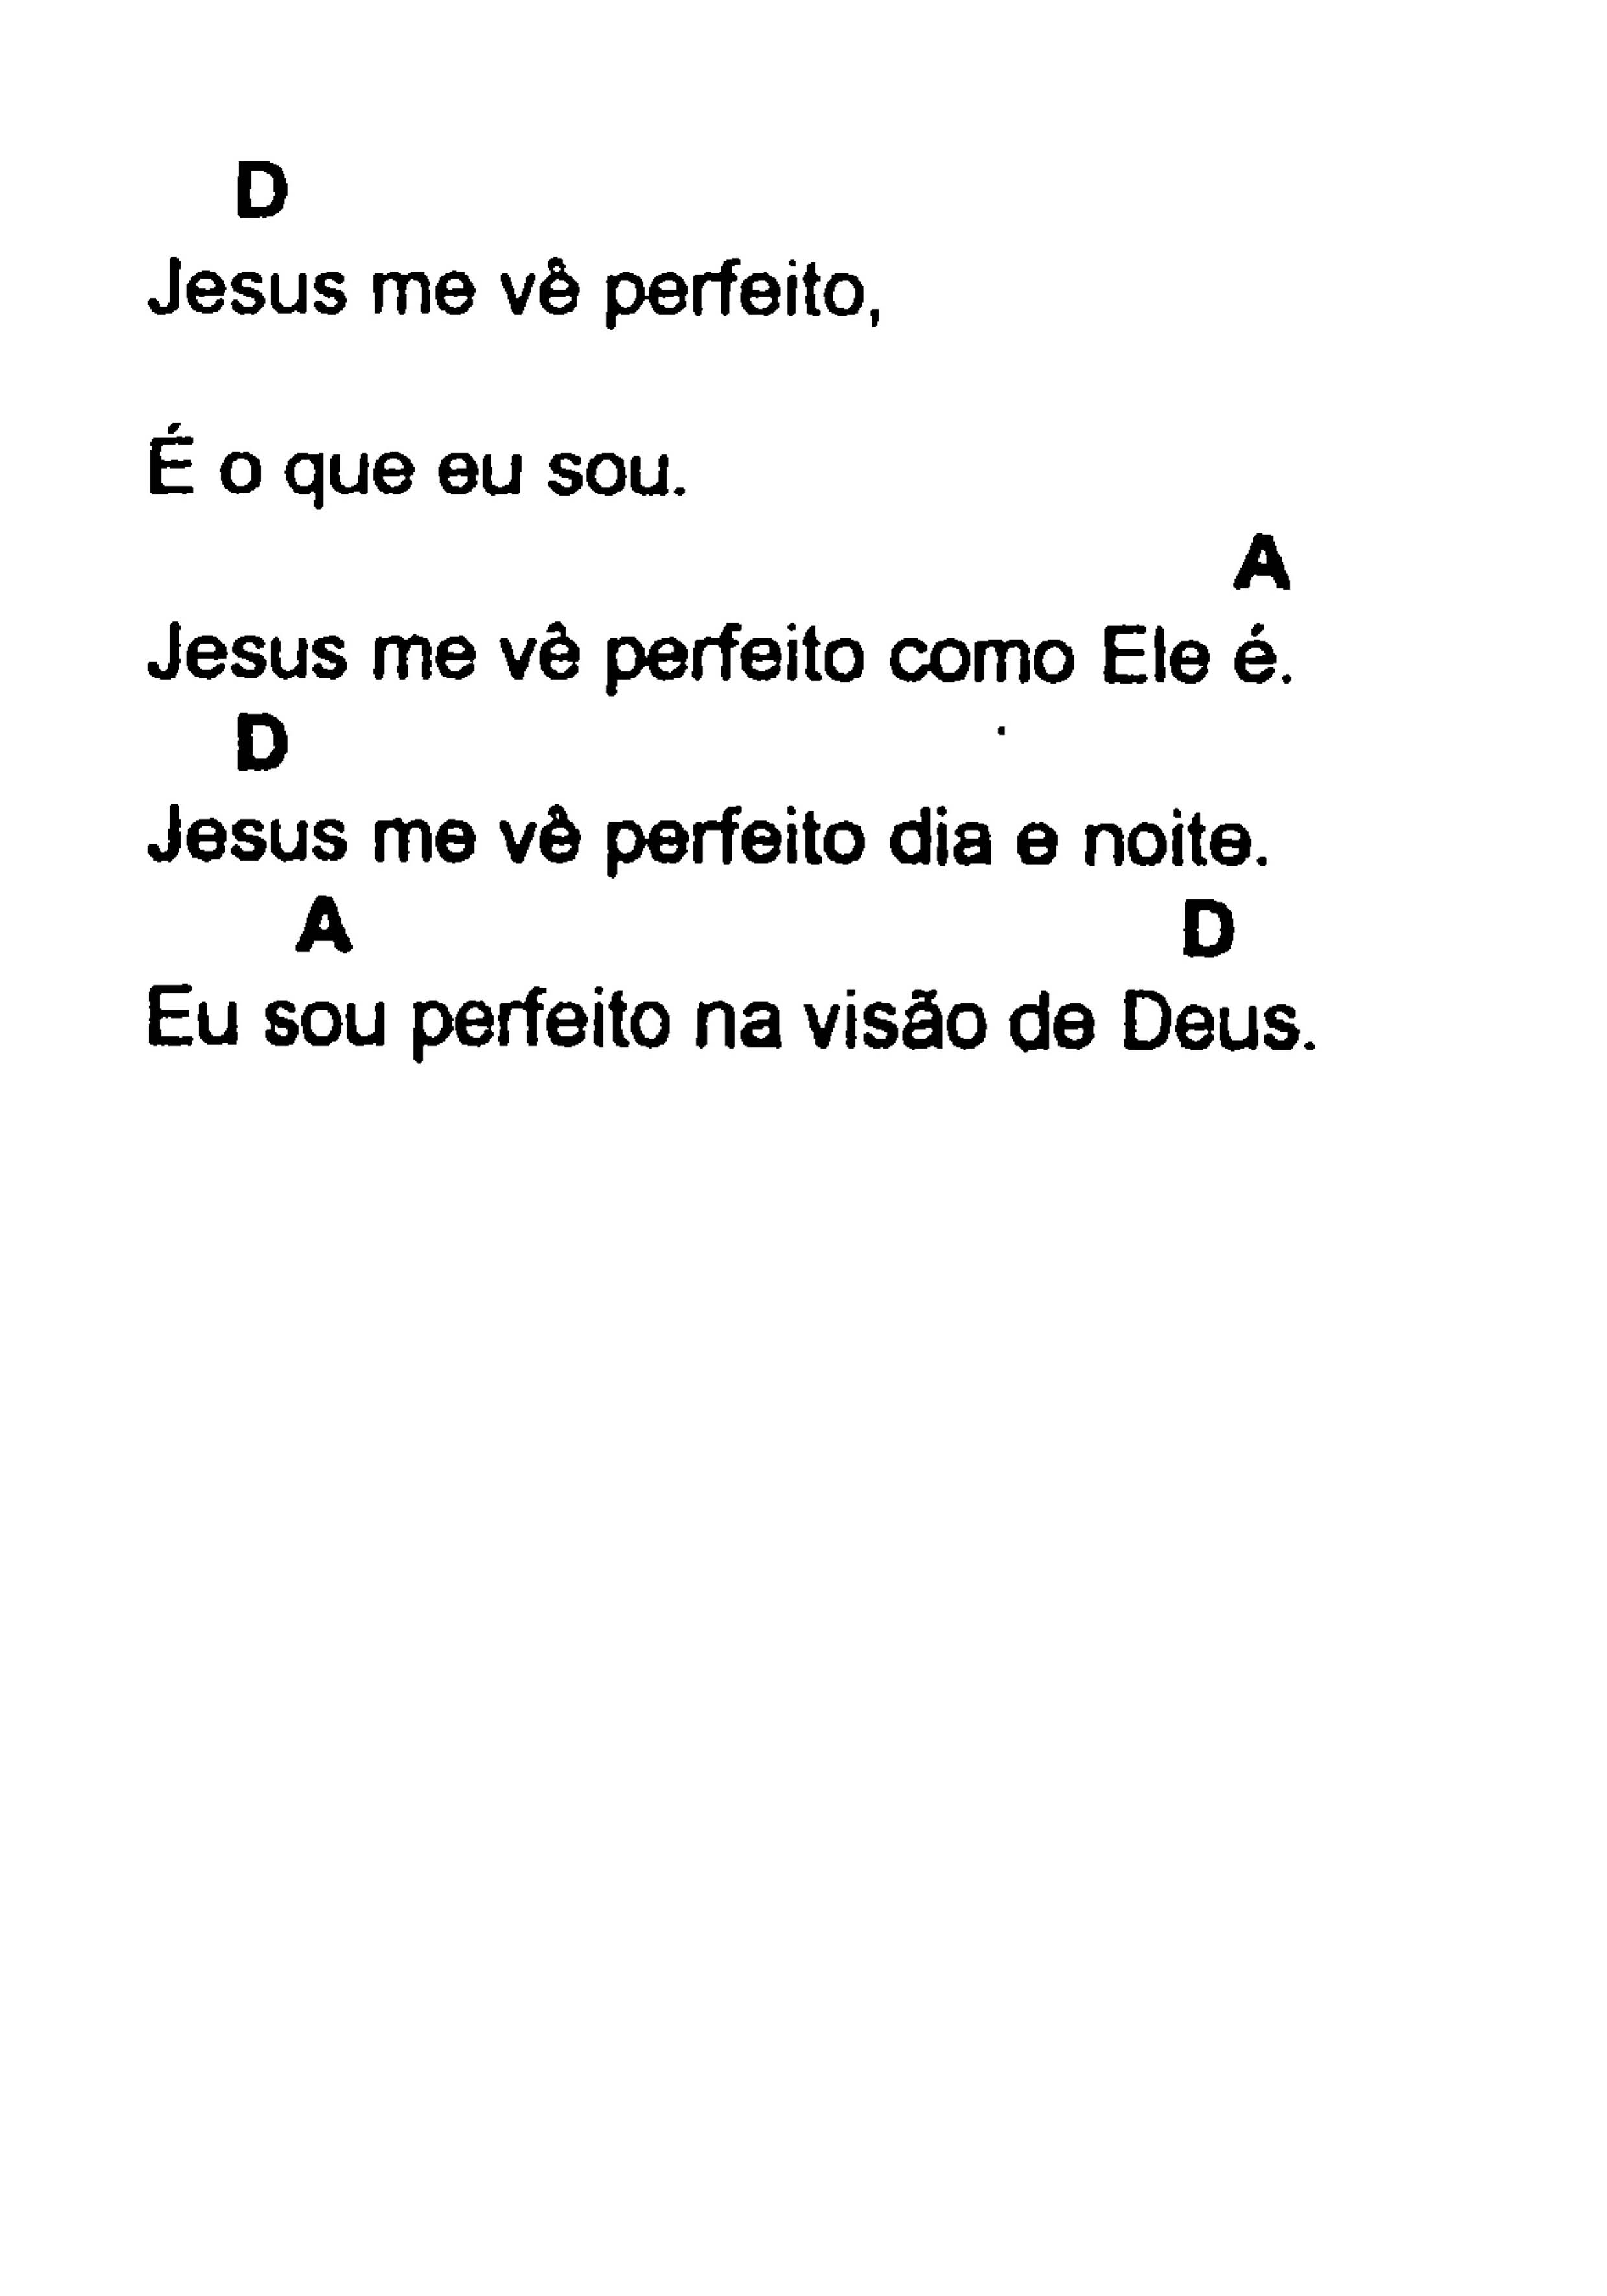 D
Jesus me vê perfeito,
É o que eu sou.
A
Jesus me vê perfeito como Ele é.
D
Jesus me vê perfeito dia e noite.
A D
Eu sou perfeito na visão de Deus.